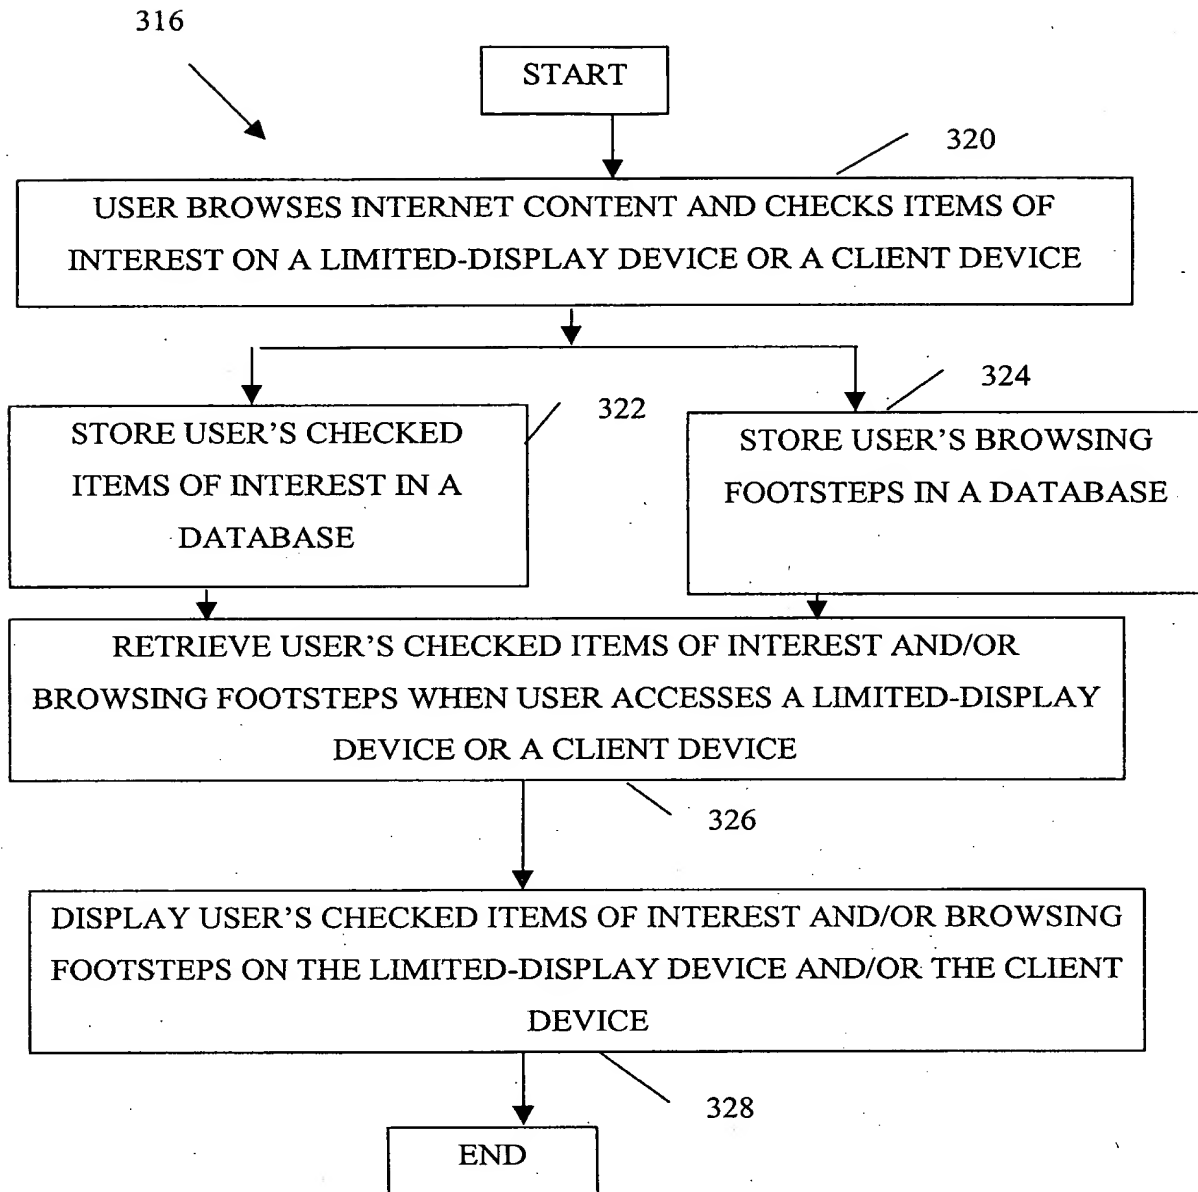 316
START
320
USER BROWSES INTERNET CONTENT AND CHECKS ITEMS OF
INTEREST ON A LIMITED-DISPLAY DEVICE OR A CLIENT DEVICE
324
322
STORE USER'S CHECKED
ITEMS OF INTEREST IN A
DATABASE
STORE USER'S BROWSING
FOOTSTEPS IN A DATABASE
RETRIEVE USER'S CHECKED ITEMS OF INTEREST AND/OR
BROWSING FOOTSTEPS WHEN USER ACCESSES A LIMITED-DISPLAY
DEVICE OR A CLIENT DEVICE
326
DISPLAY USER'S CHECKED ITEMS OF INTEREST AND/OR BROWSING
FOOTSTEPS ON THE LIMITED-DISPLAY DEVICE AND/OR THE CLIENT
DEVICE
328
END